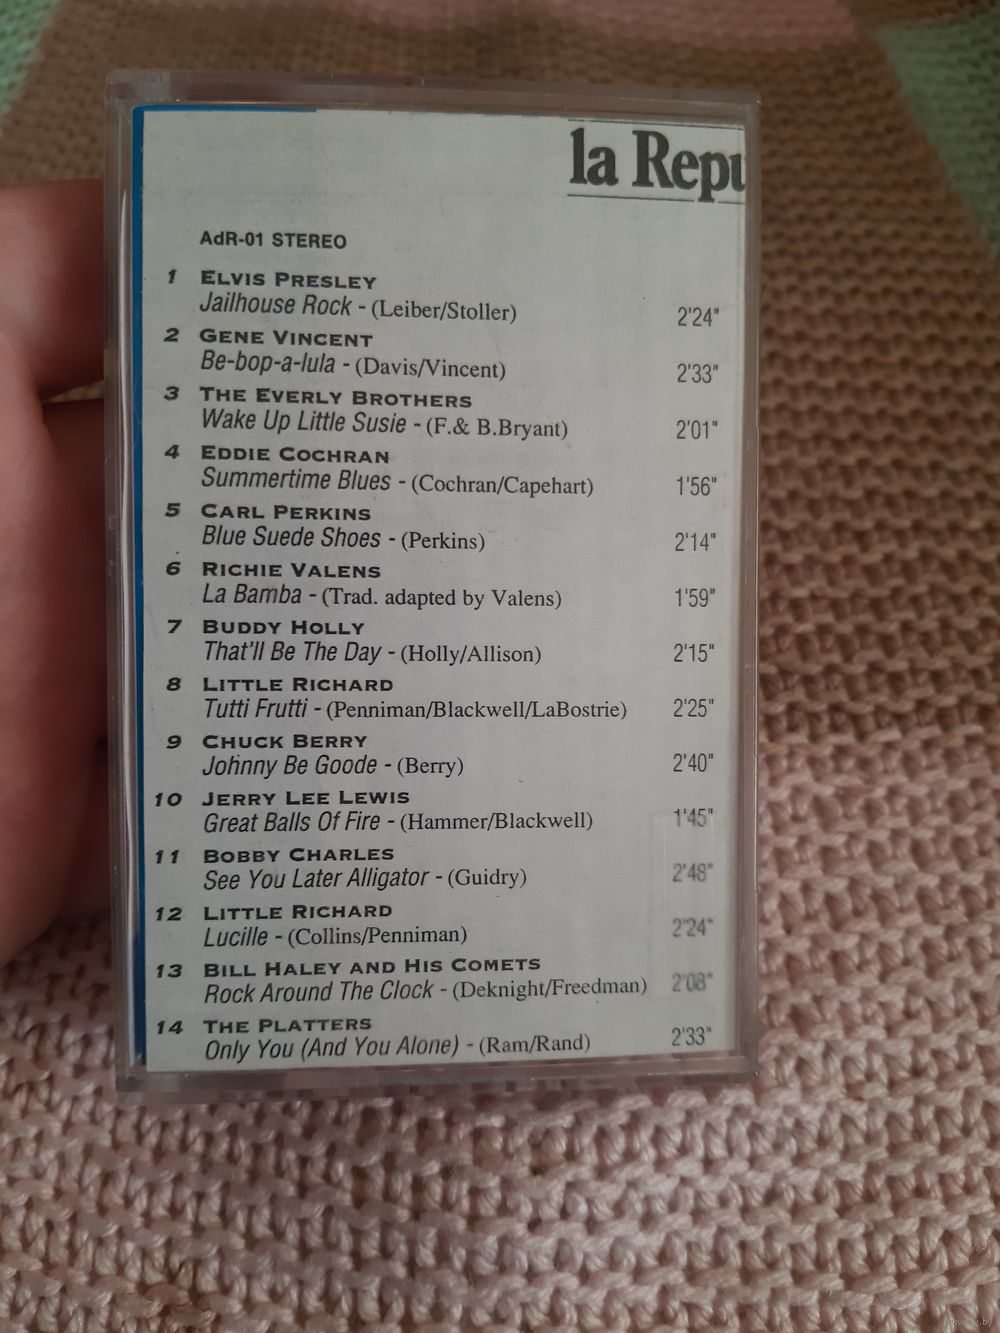 la Repu
AdR-01 STEREO
1 ELVIS PRESLEY
Jailhouse Rock - (Leiber/Stoller) 2'24"
2 GENE VINCENT
Be-bop-a-lula - (Davis/Vincent) 2'33"
3 THE EVERLY BROTHERS
Wake Up Little Susie - (F.& B.Bryant) 2'01"
4 EDDIE COCHRAN
Summertime Blues - (Cochran/Capehart) 1'56"
5 CARL PERKINS
Blue Suede Shoes - (Perkins) 2'14"
6 RICHIE VALENS
La Bamba - (Trad. adapted by Valens) 1'59"
7 BUDDY HOLLY
That'll Be The Day - (Holly/Allison) 2'15"
8 LITTLE RICHARD
Tutti Frutti - (Penniman/Blackwell/LaBostrie) 2'25"
9 CHUCK BERRY
Johnny Be Goode - (Berry) 2'40"
10 JERRY LEE LEWIS
Great Balls Of Fire - (Hammer/Blackwell) 1'45"
11 BOBBY CHARLES
See You Later Alligator - (Guidry) 2'48"
12 LITTLE RICHARD
Lucille - (Collins/Penniman) 2'24"
13 BILL HALEY AND HIS COMETS
Rock Around The Clock - (Deknight/Freedman) 2'08"
14 THE PLATTERS
Only You (And You Alone) - (Ram/Rand) 2'33"